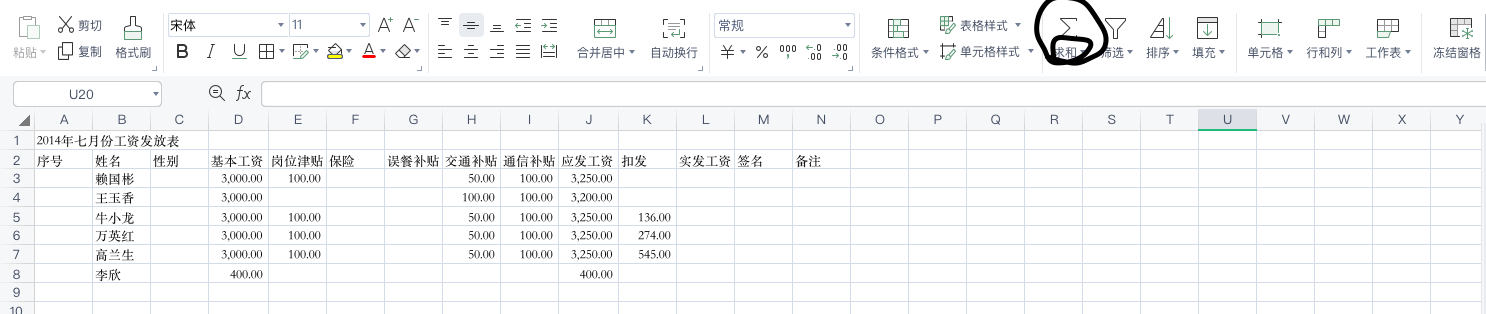 剪切 宋体 11 A+ A- 常规 表格样式
粘贴 复制 格式刷 B I U A 合并居中 自动换行 ¥ % 000 ←.0 .00 .00 →.0 条件格式 单元格样式 求和 筛选 排序 填充 单元格 行和列 工作表 冻结窗格
U20 fx
A B C D E F G H I J K L M N O P Q R S T U V W X Y
1 2014年七月份工资发放表
2 序号 姓名 性别 基本工资 岗位津贴 保险 误餐补贴 交通补贴 通信补贴 应发工资 扣发 实发工资 签名 备注
3 赖国彬 3,000.00 100.00 50.00 100.00 3,250.00
4 王玉香 3,000.00 100.00 100.00 3,200.00
5 牛小龙 3,000.00 100.00 50.00 100.00 3,250.00 136.00
6 万英红 3,000.00 100.00 50.00 100.00 3,250.00 274.00
7 高兰生 3,000.00 100.00 50.00 100.00 3,250.00 545.00
8 李欣 400.00 400.00
9
10